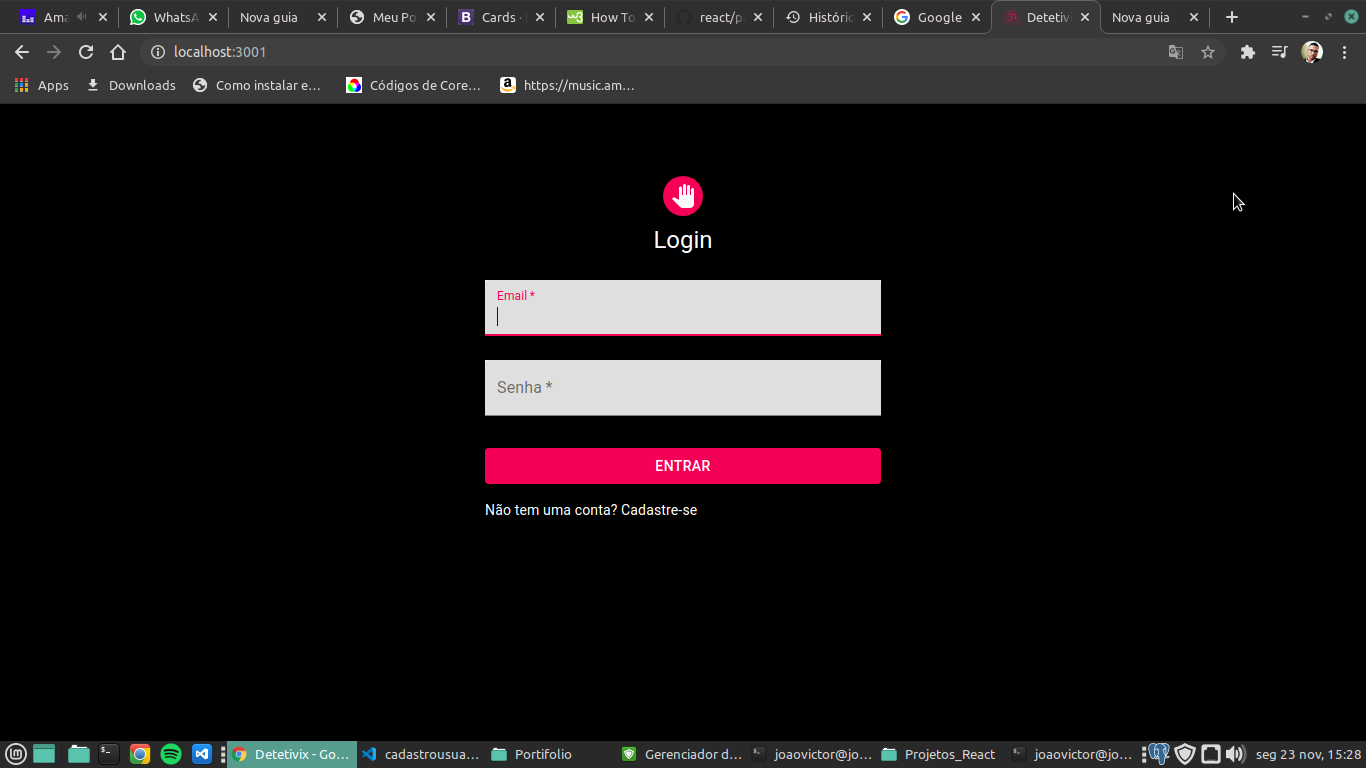 Ama
WhatsA
Nova guia
Meu Po
Cards ·
How To
react/p
Históric
Google
Detetivi
Nova guia
localhost:3001
Apps
Downloads
Como instalar e...
Códigos de Core...
https://music.am...
Login
Email *
Senha *
ENTRAR
Não tem uma conta? Cadastre-se
Detetivix - Go...
cadastrousua...
Portifolio
Gerenciador d...
joaovictor@jo...
Projetos_React
joaovictor@jo...
seg 23 nov, 15:28